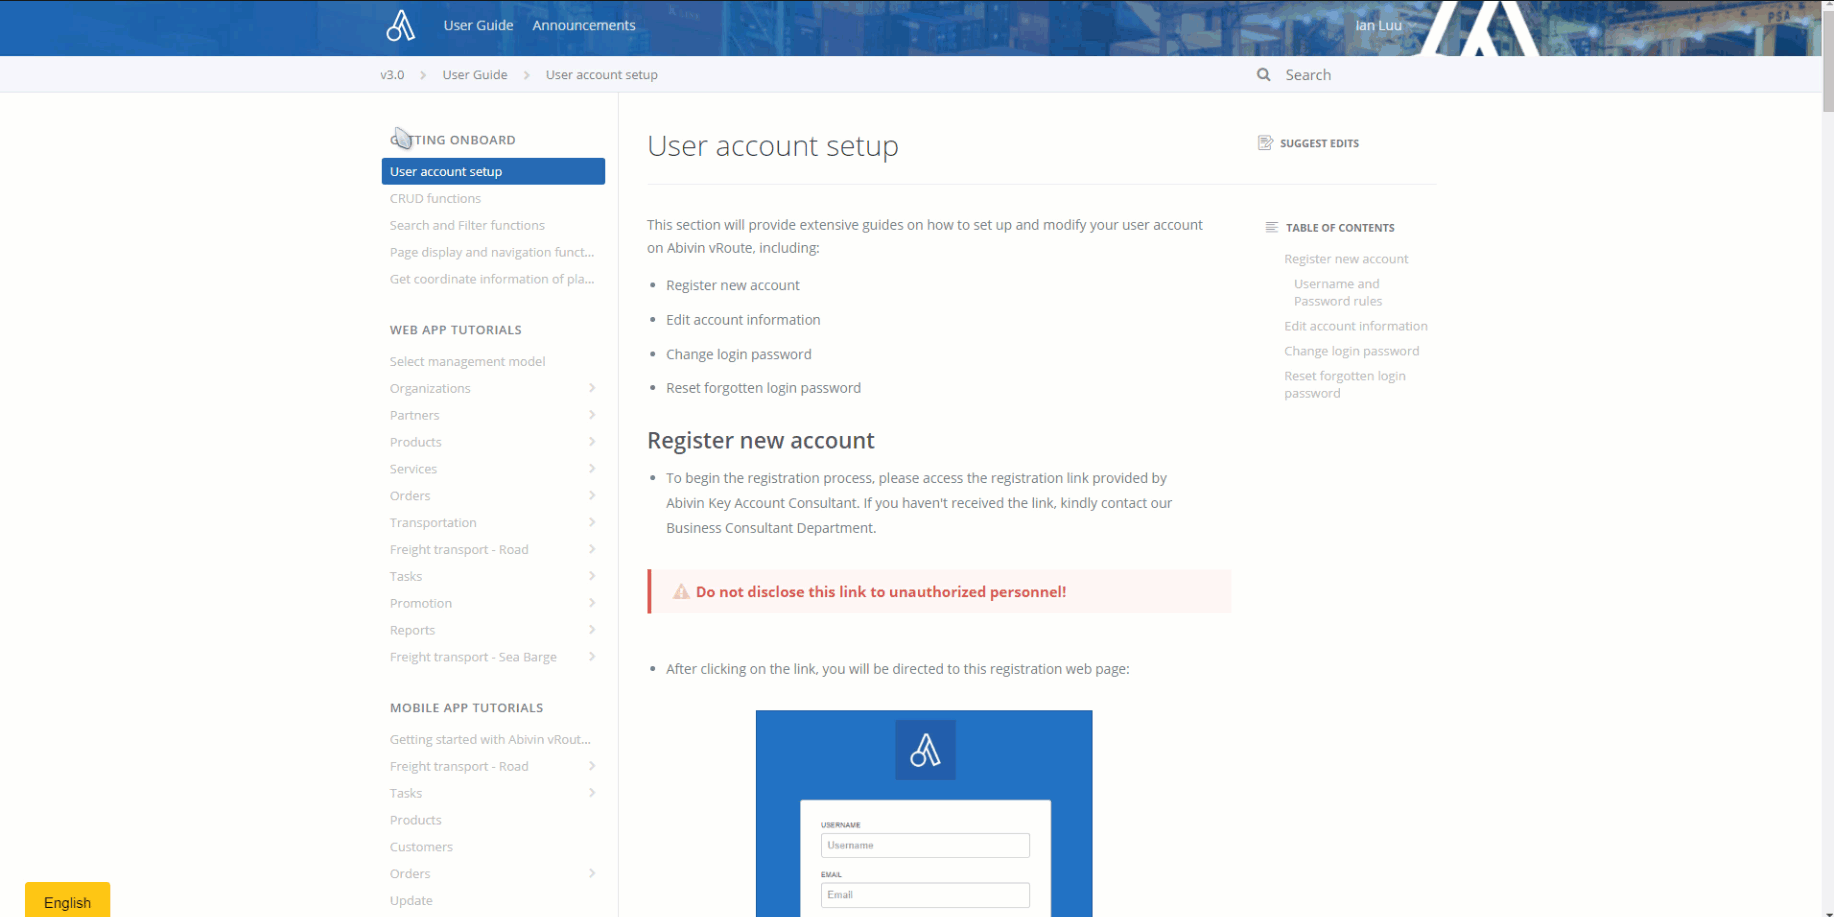 User Guide
Announcements
Ian Luu
v3.0
User Guide
User account setup
Search
GETTING ONBOARD
User account setup
CRUD functions
Search and Filter functions
Page display and navigation funct...
Get coordinate information of pla...
WEB APP TUTORIALS
Select management model
Organizations
Partners
Products
Services
Orders
Transportation
Freight transport - Road
Tasks
Promotion
Reports
Freight transport - Sea Barge
MOBILE APP TUTORIALS
Getting started with Abivin vRout...
Freight transport - Road
Tasks
Products
Customers
Orders
Update
English
User account setup
This section will provide extensive guides on how to set up and modify your user account
on Abivin vRoute, including:
Register new account
Edit account information
Change login password
Reset forgotten login password
Register new account
To begin the registration process, please access the registration link provided by
Abivin Key Account Consultant. If you haven't received the link, kindly contact our
Business Consultant Department.
Do not disclose this link to unauthorized personnel!
After clicking on the link, you will be directed to this registration web page:
USERNAME
Username
EMAIL
Email
SUGGEST EDITS
TABLE OF CONTENTS
Register new account
Username and
Password rules
Edit account information
Change login password
Reset forgotten login
password